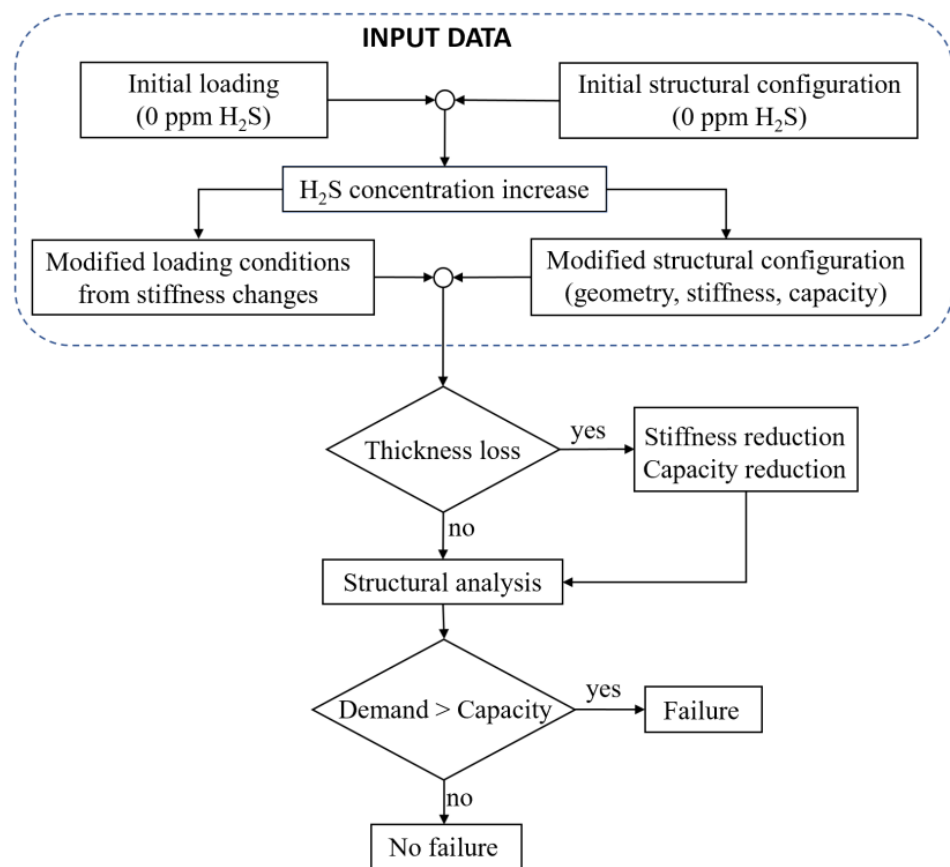 INPUT DATA
Initial loading
(0 ppm H₂S)
Initial structural configuration
(0 ppm H₂S)
H₂S concentration increase
Modified loading conditions
from stiffness changes
Modified structural configuration
(geometry, stiffness, capacity)
Thickness loss
yes
Stiffness reduction
Capacity reduction
no
Structural analysis
Demand > Capacity
yes
Failure
no
No failure